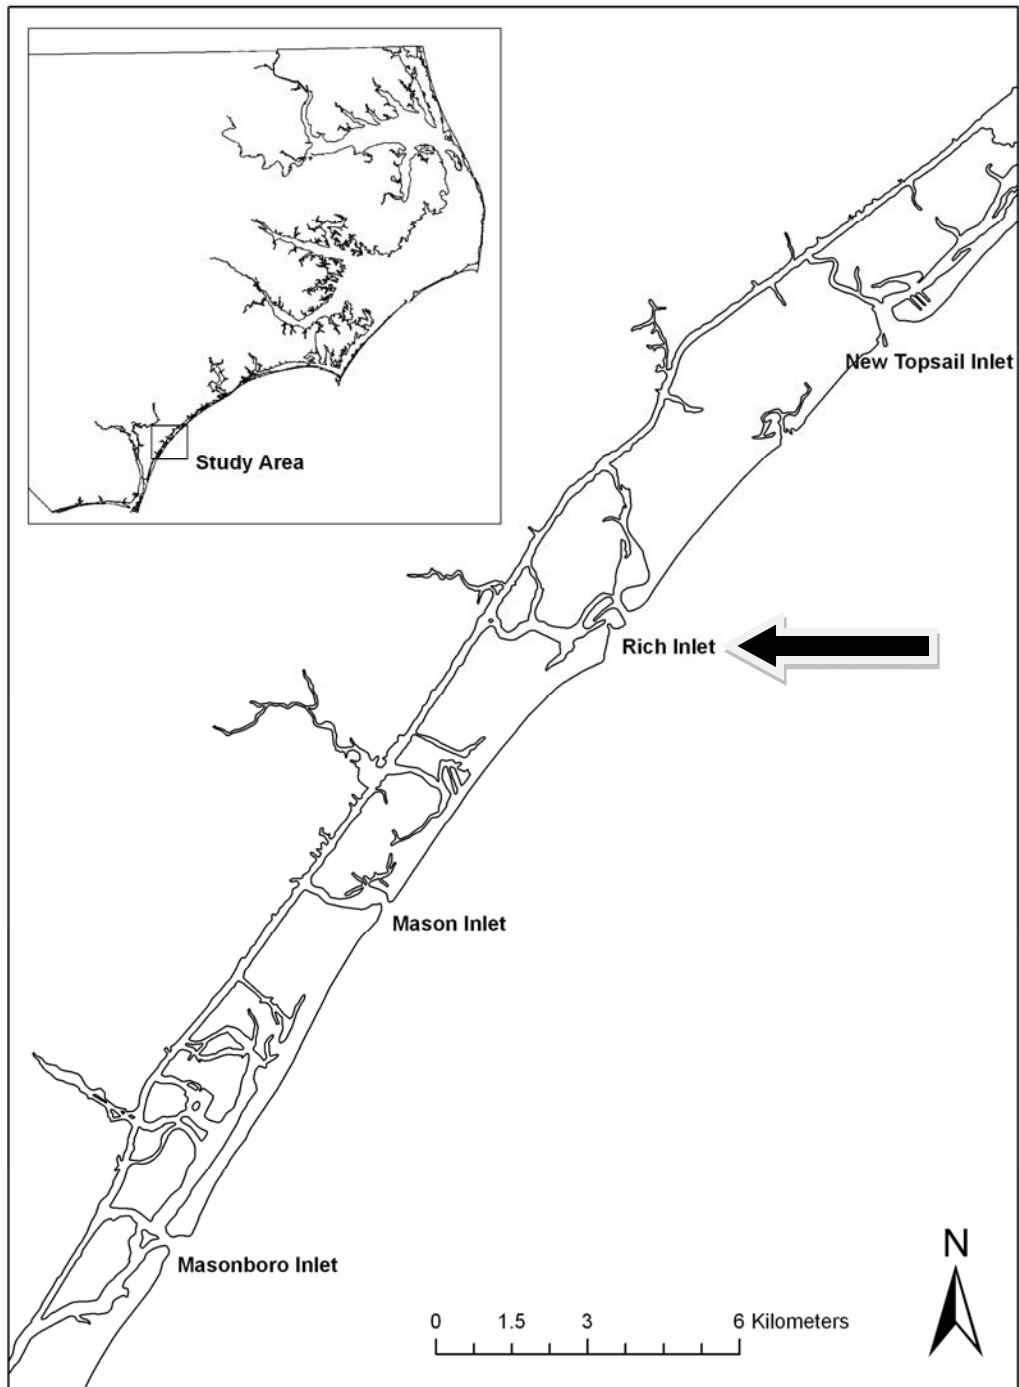 Study Area
New Topsail Inlet
Rich Inlet
Mason Inlet
Masonboro Inlet
N
0 1.5 3 6 Kilometers